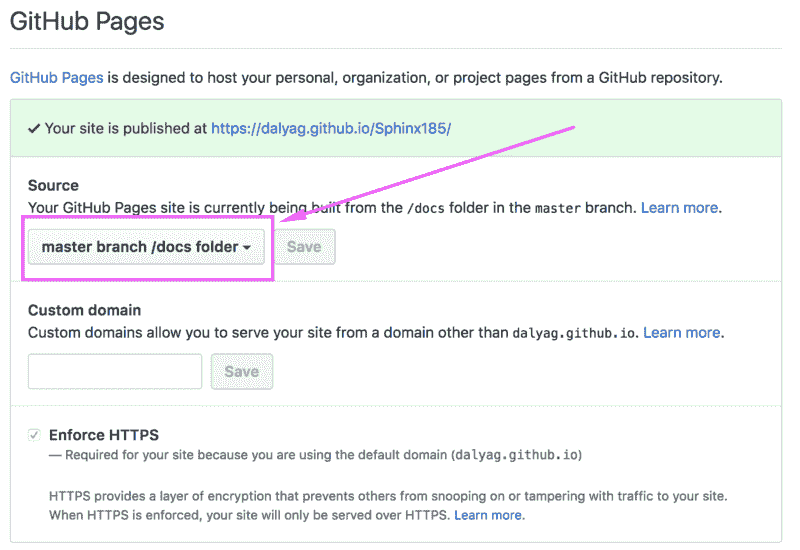 GitHub Pages
GitHub Pages is designed to host your personal, organization, or project pages from a GitHub repository.
✓ Your site is published at https://dalyag.github.io/Sphinx185/
Source
Your GitHub Pages site is currently being built from the /docs folder in the master branch. Learn more.
master branch /docs folder Save
Custom domain
Custom domains allow you to serve your site from a domain other than dalyag.github.io. Learn more.
Save
Enforce HTTPS
— Required for your site because you are using the default domain (dalyag.github.io)
HTTPS provides a layer of encryption that prevents others from snooping on or tampering with traffic to your site.
When HTTPS is enforced, your site will only be served over HTTPS. Learn more.